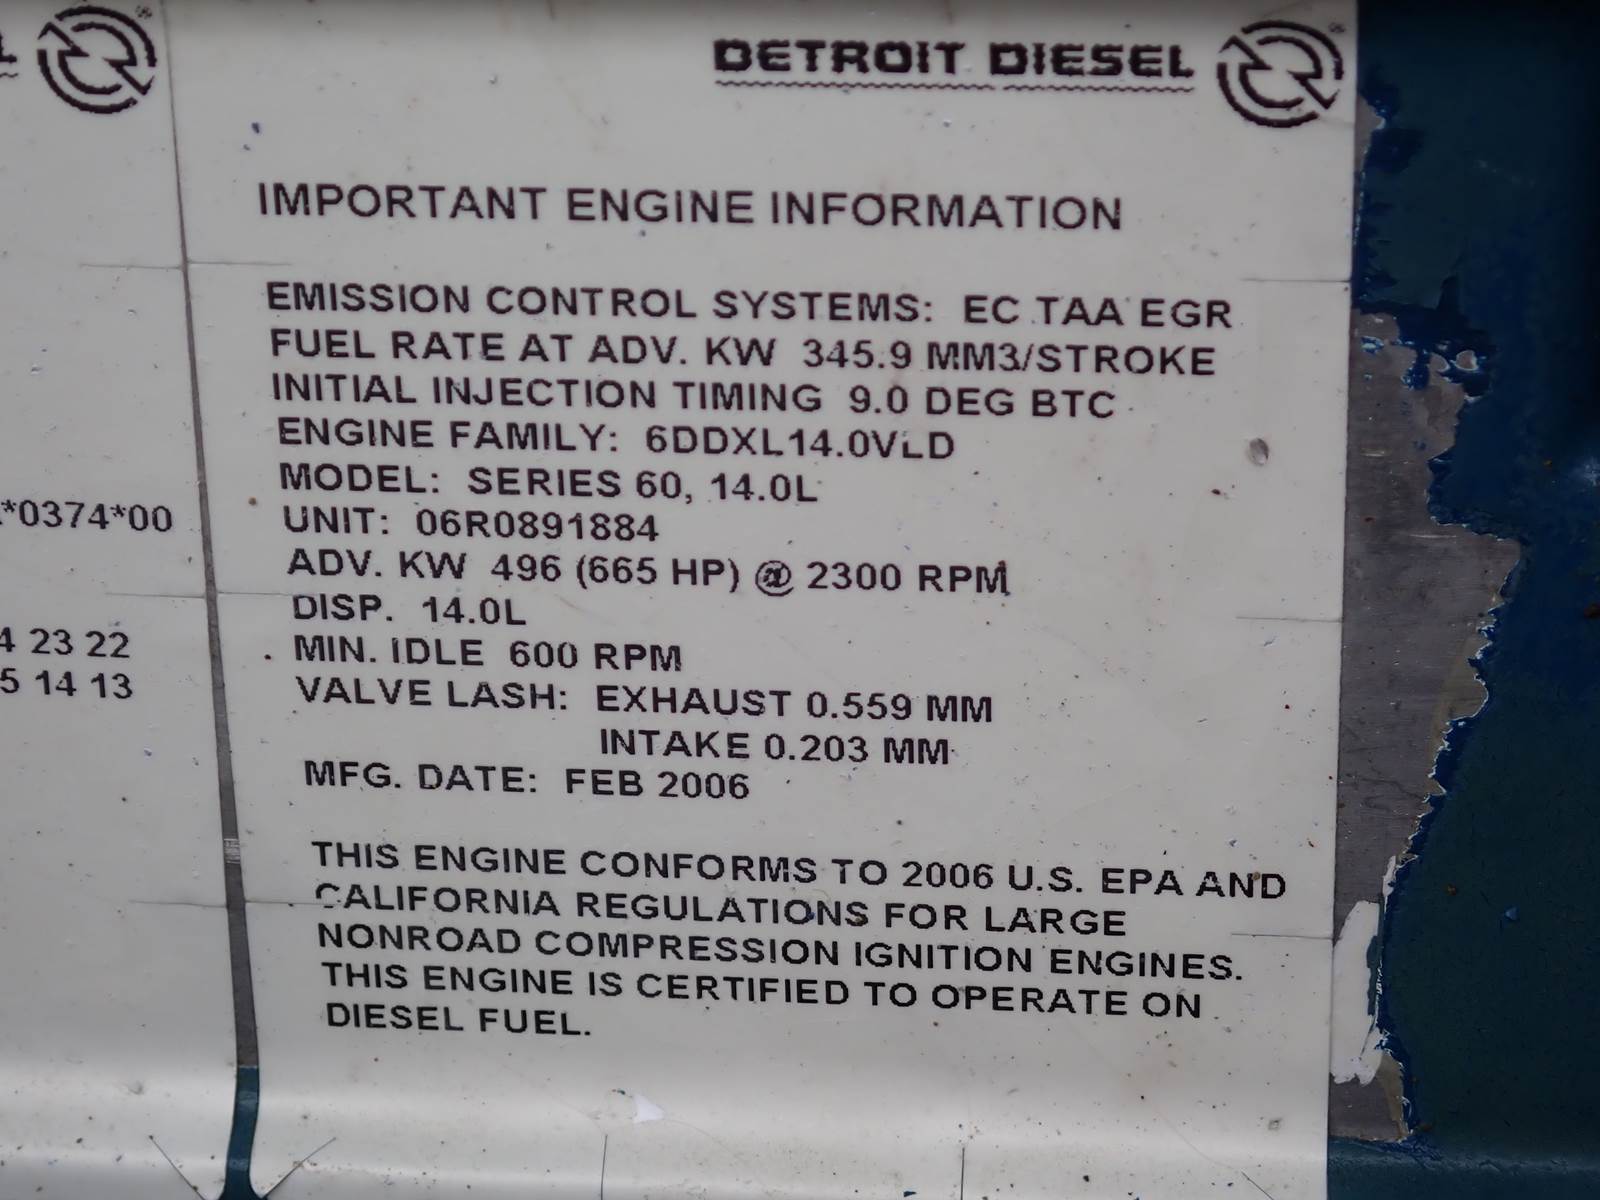 *0374*00
4 23 22
5 14 13
DETROIT DIESEL
IMPORTANT ENGINE INFORMATION
EMISSION CONTROL SYSTEMS: EC TAA EGR
FUEL RATE AT ADV. KW 345.9 MM3/STROKE
INITIAL INJECTION TIMING 9.0 DEG BTC
ENGINE FAMILY: 6DDXL14.0VLD
MODEL: SERIES 60, 14.0L
UNIT: 06R0891884
ADV. KW 496 (665 HP) @ 2300 RPM
DISP. 14.0L
MIN. IDLE 600 RPM
VALVE LASH: EXHAUST 0.559 MM
INTAKE 0.203 MM
MFG. DATE: FEB 2006
THIS ENGINE CONFORMS TO 2006 U.S. EPA AND
CALIFORNIA REGULATIONS FOR LARGE
NONROAD COMPRESSION IGNITION ENGINES.
THIS ENGINE IS CERTIFIED TO OPERATE ON
DIESEL FUEL.